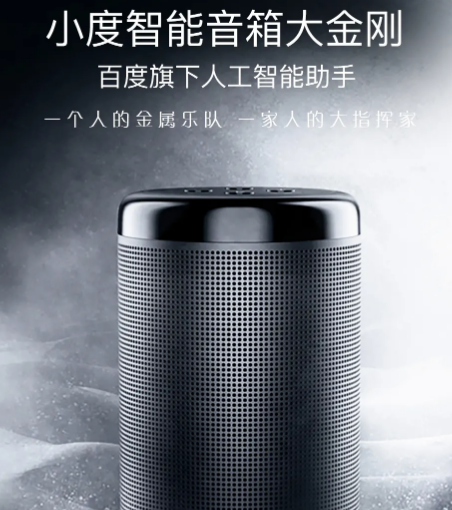 小度智能音箱大金刚
百度旗下人工智能助手
一个人的金属乐队 一家人的大指挥家